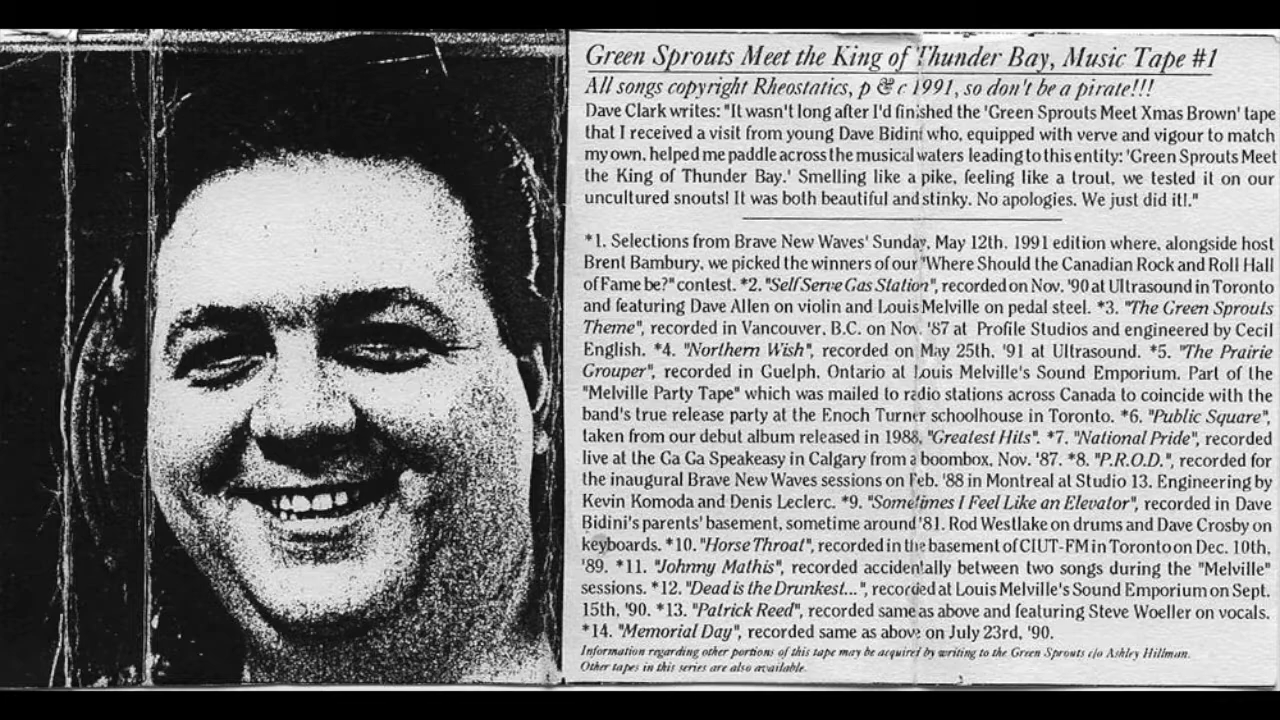 Green Sprouts Meet the King of Thunder Bay, Music Tape #1
All songs copyright Rheostatics, p & c 1991, so don't be a pirate!!!
Dave Clark writes: "It wasn't long after I'd finished the 'Green Sprouts Meet Xmas Brown' tape
that I received a visit from young Dave Bidini who, equipped with verve and vigour to match
my own, helped me paddle across the musical waters leading to this entity: 'Green Sprouts Meet
the King of Thunder Bay.' Smelling like a pike, feeling like a trout, we tested it on our
uncultured snouts! It was both beautiful and stinky. No apologies. We just did it!."
*1. Selections from Brave New Waves' Sunday, May 12th, 1991 edition where, alongside host
Brent Bambury, we picked the winners of our "Where Should the Canadian Rock and Roll Hall
of Fame be?" contest. *2. "Self Serve Gas Station", recorded on Nov. '90 at Ultrasound in Toronto
and featuring Dave Allen on violin and Louis Melville on pedal steel. *3. "The Green Sprouts
Theme", recorded in Vancouver, B.C. on Nov. '87 at Profile Studios and engineered by Cecil
English. *4. "Northern Wish", recorded on May 25th, '91 at Ultrasound. *5. "The Prairie
Grouper", recorded in Guelph, Ontario at Louis Melville's Sound Emporium. Part of the
"Melville Party Tape" which was mailed to radio stations across Canada to coincide with the
band's true release party at the Enoch Turner schoolhouse in Toronto. *6. "Public Square",
taken from our debut album released in 1988, "Greatest Hits". *7. "National Pride", recorded
live at the Ga Ga Speakeasy in Calgary from a boombox, Nov. '87. *8. "P.R.O.D.", recorded for
the inaugural Brave New Waves sessions on Feb. '88 in Montreal at Studio 13. Engineering by
Kevin Komoda and Denis Leclerc. *9. "Sometimes I Feel Like an Elevator", recorded in Dave
Bidini's parents' basement, sometime around '81. Rod Westlake on drums and Dave Crosby on
keyboards. *10. "Horse Throat", recorded in the basement of CIUT-FM in Toronto on Dec. 10th,
'89. *11. "Johnny Mathis", recorded accidentally between two songs during the "Melville"
sessions. *12. "Dead is the Drunkest...", recorded at Louis Melville's Sound Emporium on Sept.
15th, '90. *13. "Patrick Reed", recorded same as above and featuring Steve Woeller on vocals.
*14. "Memorial Day", recorded same as above on July 23rd, '90.
Information regarding other portions of this tape may be acquired by writing to the Green Sprouts c/o Ashley Hillman.
Other tapes in this series are also available.